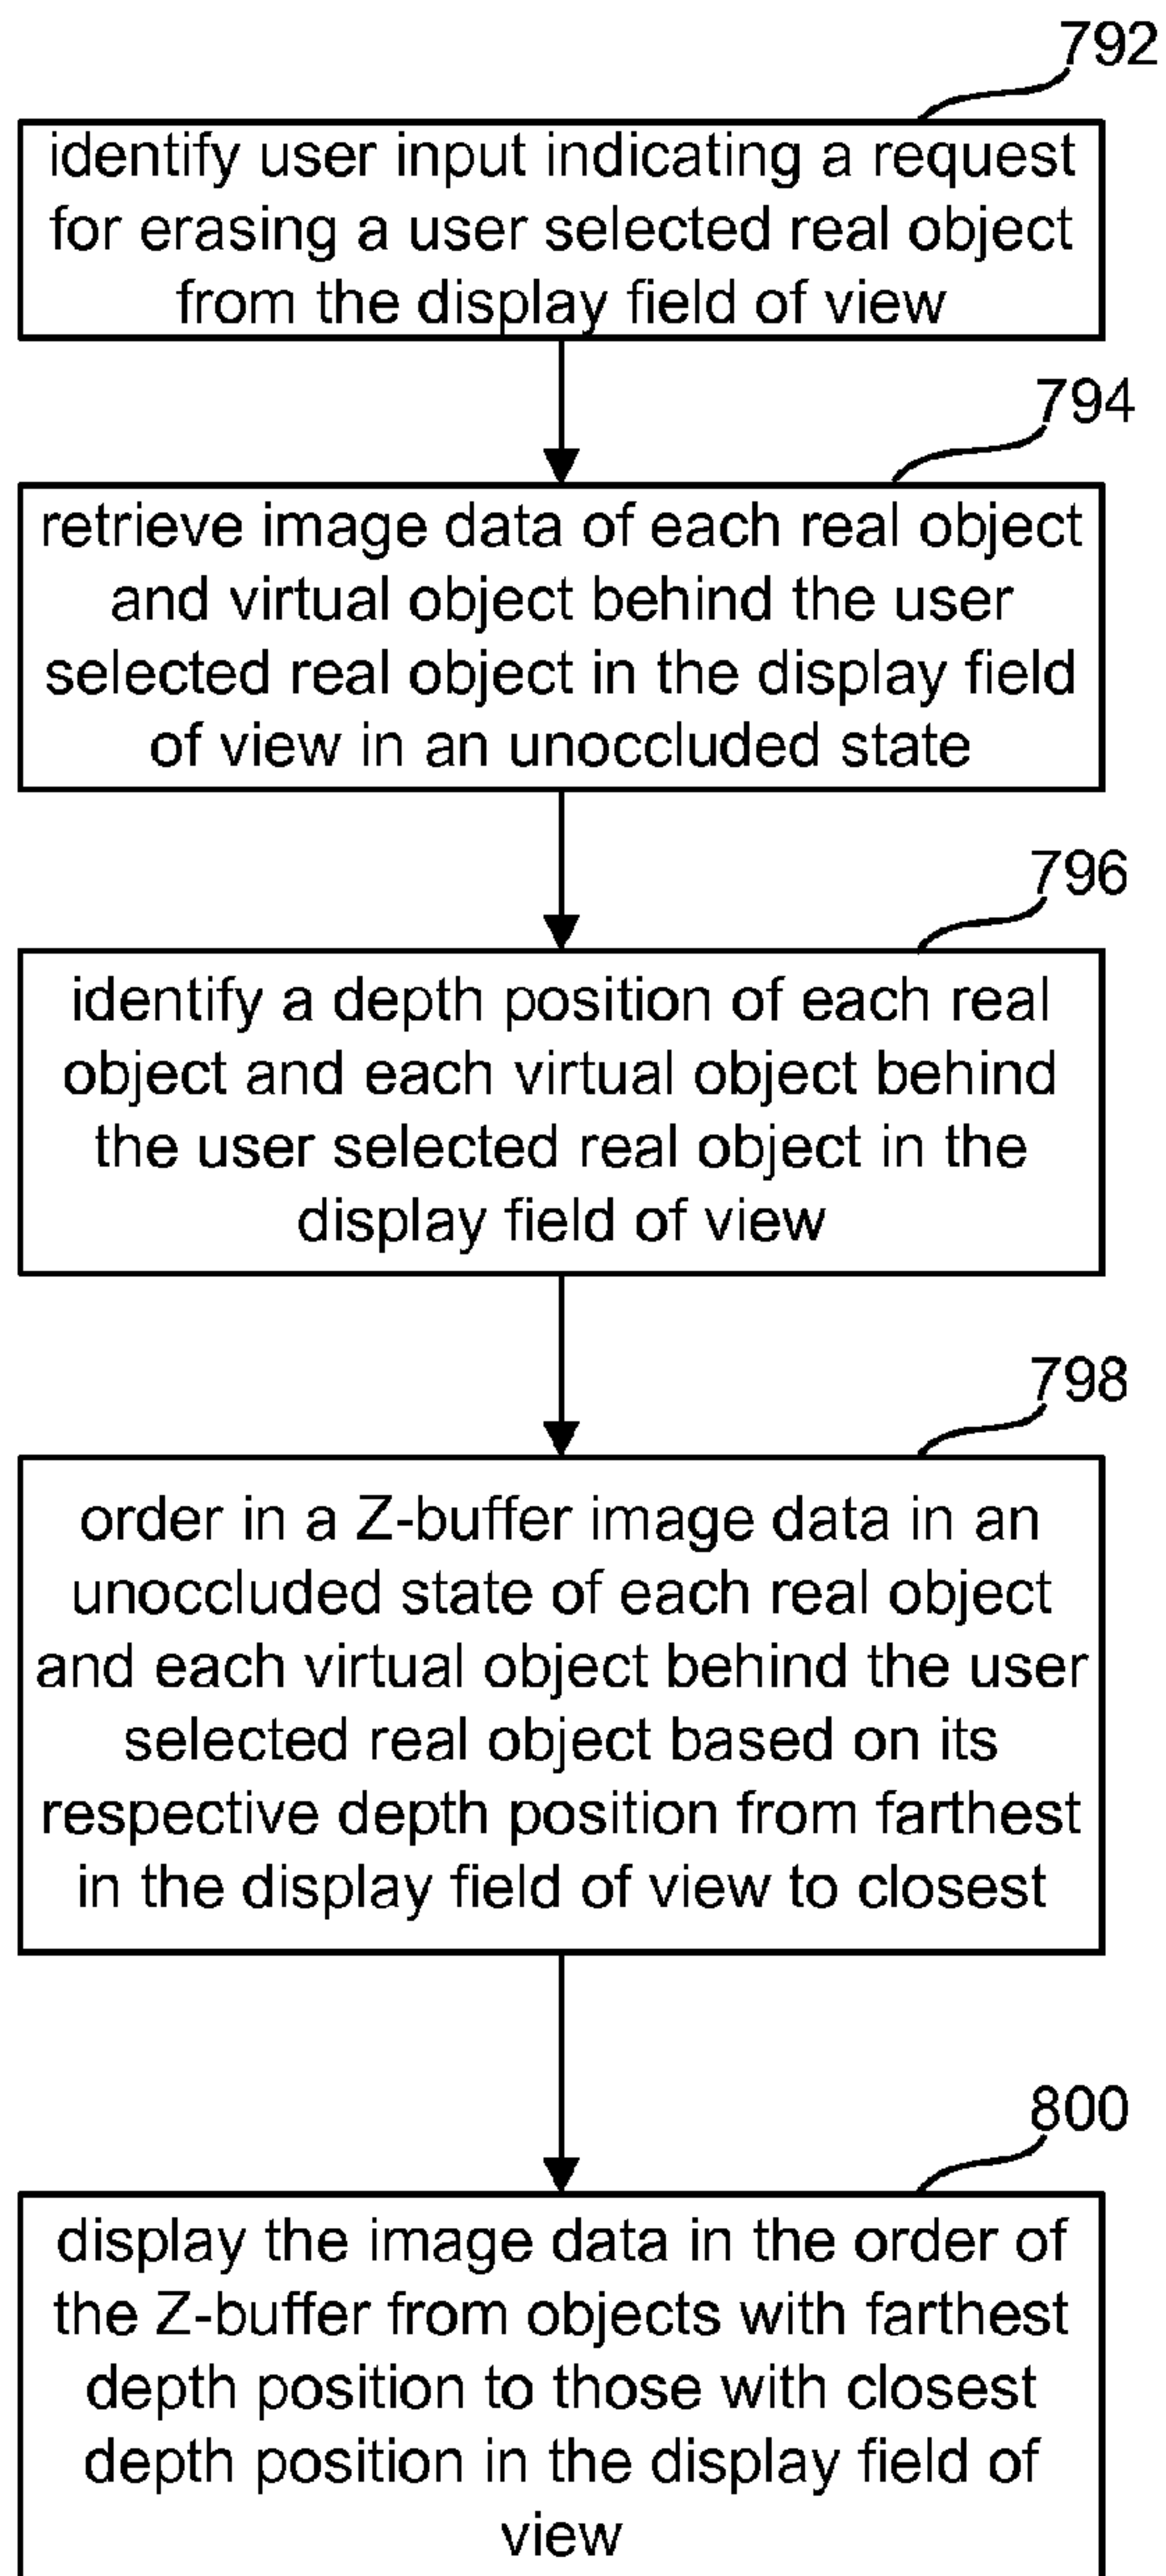 792
identify user input indicating a request
for erasing a user selected real object
from the display field of view
794
retrieve image data of each real object
and virtual object behind the user
selected real object in the display field
of view in an unoccluded state
796
identify a depth position of each real
object and each virtual object behind
the user selected real object in the
display field of view
798
order in a Z-buffer image data in an
unoccluded state of each real object
and each virtual object behind the user
selected real object based on its
respective depth position from farthest
in the display field of view to closest
800
display the image data in the order of
the Z-buffer from objects with farthest
depth position to those with closest
depth position in the display field of
view